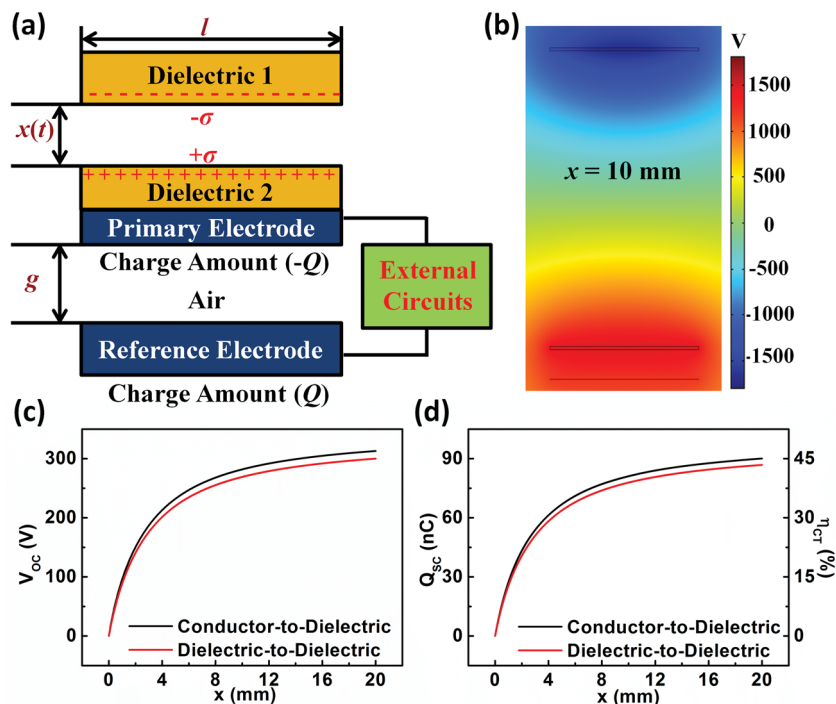 (a)
l
Dielectric 1
x(t)
-σ
+σ
Dielectric 2
Primary Electrode
Charge Amount (-Q)
g
Air
External
Circuits
Reference Electrode
Charge Amount (Q)
(b)
V
x = 10 mm
1500
1000
500
0
-500
-1000
-1500
(c)
300
200
100
0
V_OC (V)
Conductor-to-Dielectric
Dielectric-to-Dielectric
0 4 8 12 16 20
x (mm)
(d)
90
60
30
0
Q_SC (nC)
45
30
15
0
η_CT (%)
Conductor-to-Dielectric
Dielectric-to-Dielectric
0 4 8 12 16 20
x (mm)